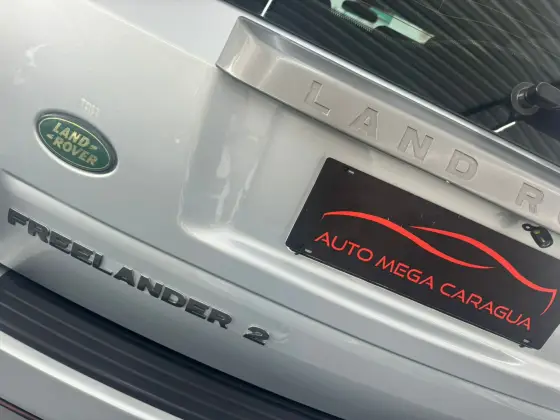 LAND R
LAND
ROVER
AUTO MEGA CARAGUA
FREELANDER 2